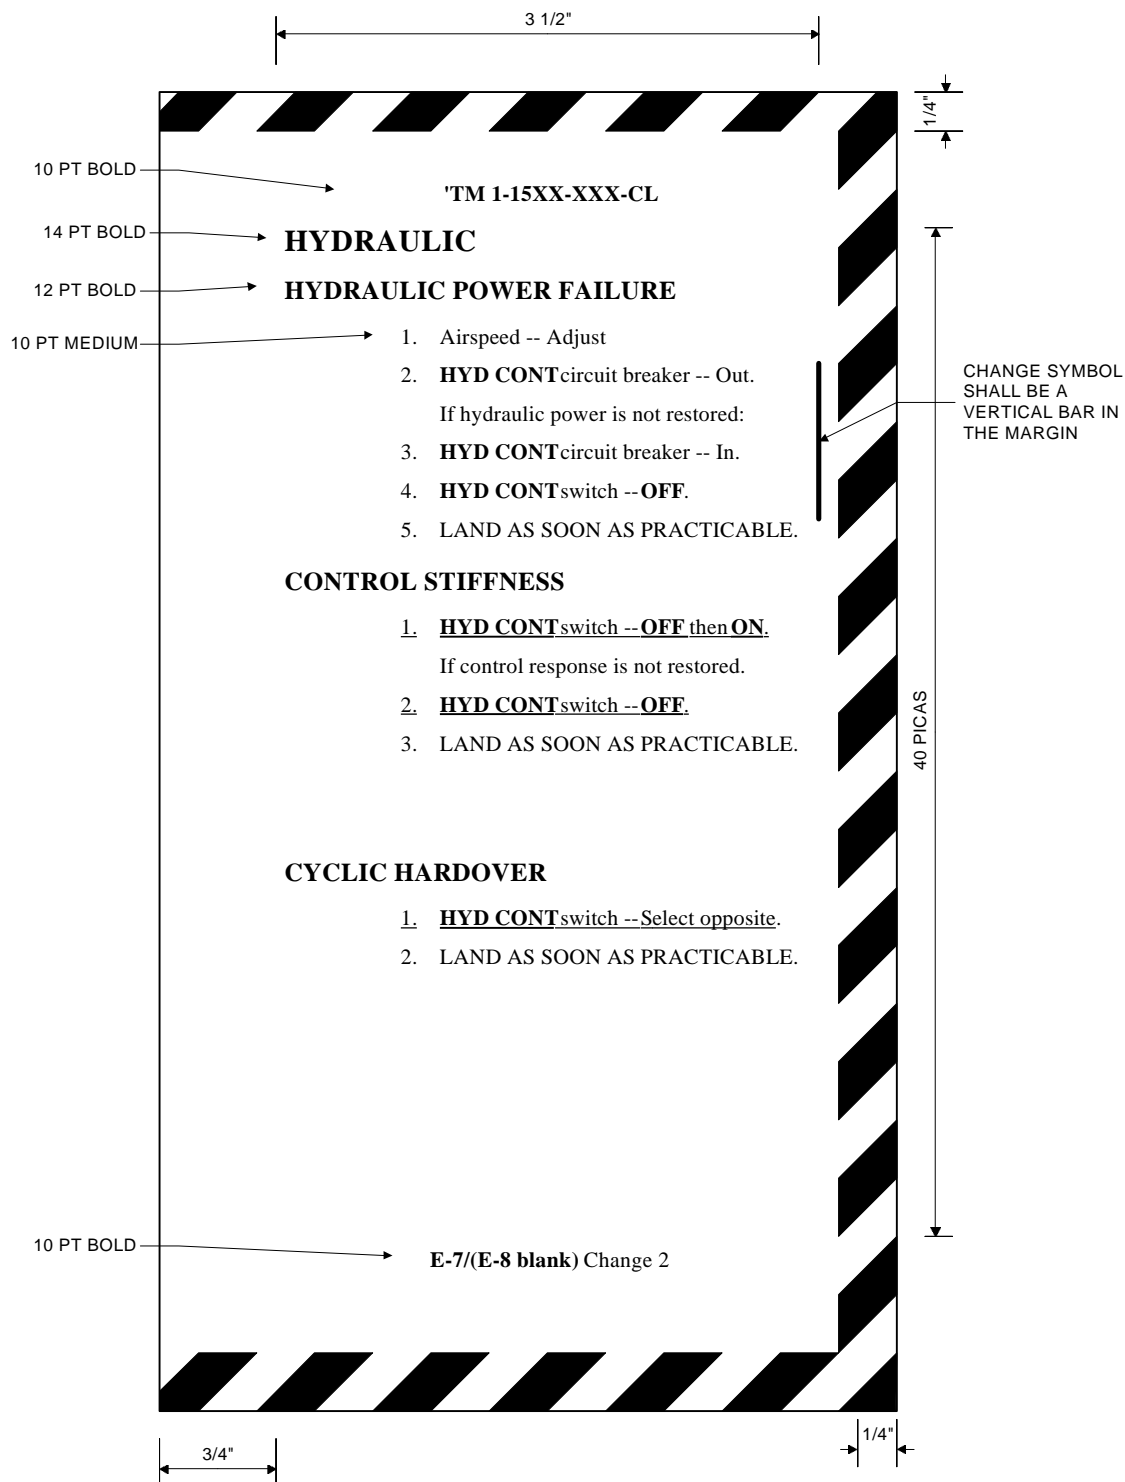 3 1/2"
1/4"
10 PT BOLD
'TM 1-15XX-XXX-CL
14 PT BOLD
HYDRAULIC
12 PT BOLD
HYDRAULIC POWER FAILURE
10 PT MEDIUM
1. Airspeed -- Adjust
2. HYD CONT circuit breaker -- Out.
If hydraulic power is not restored:
3. HYD CONT circuit breaker -- In.
4. HYD CONT switch -- OFF.
5. LAND AS SOON AS PRACTICABLE.
CHANGE SYMBOL
SHALL BE A
VERTICAL BAR IN
THE MARGIN
CONTROL STIFFNESS
1. HYD CONT switch -- OFF then ON.
If control response is not restored.
2. HYD CONT switch -- OFF.
3. LAND AS SOON AS PRACTICABLE.
40 PICAS
CYCLIC HARDOVER
1. HYD CONT switch -- Select opposite.
2. LAND AS SOON AS PRACTICABLE.
10 PT BOLD
E-7/(E-8 blank) Change 2
3/4"
1/4"